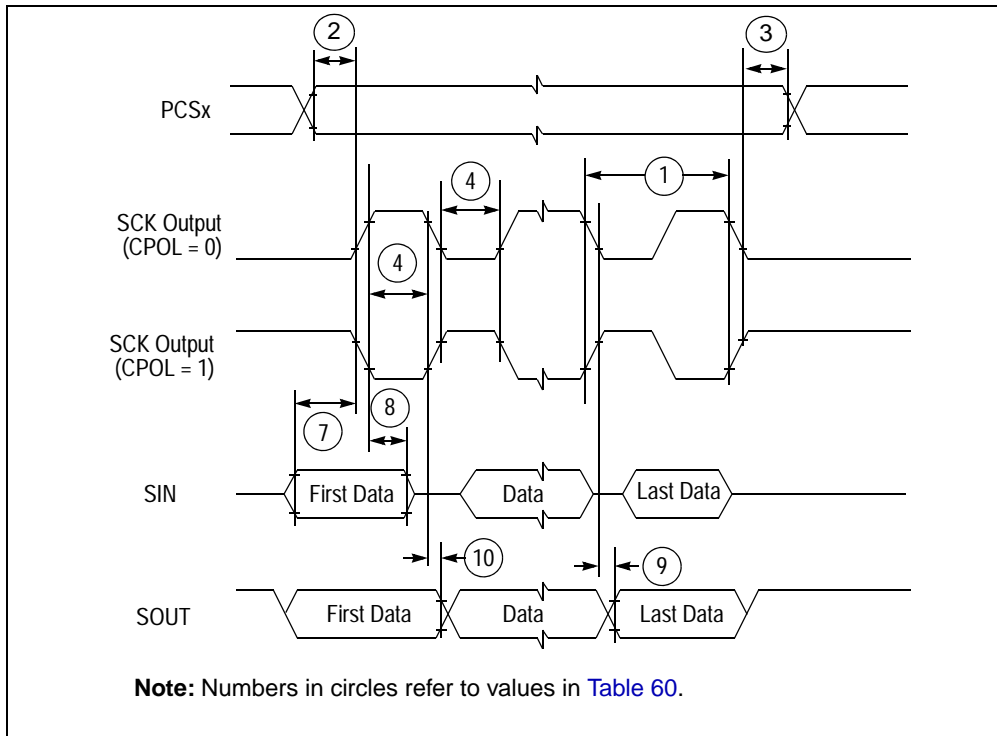 2
3
PCSx
4
1
SCK Output
(CPOL = 0)
4
SCK Output
(CPOL = 1)
7
8
SIN
First Data
Data
Last Data
10
9
SOUT
First Data
Data
Last Data
Note: Numbers in circles refer to values in Table 60.